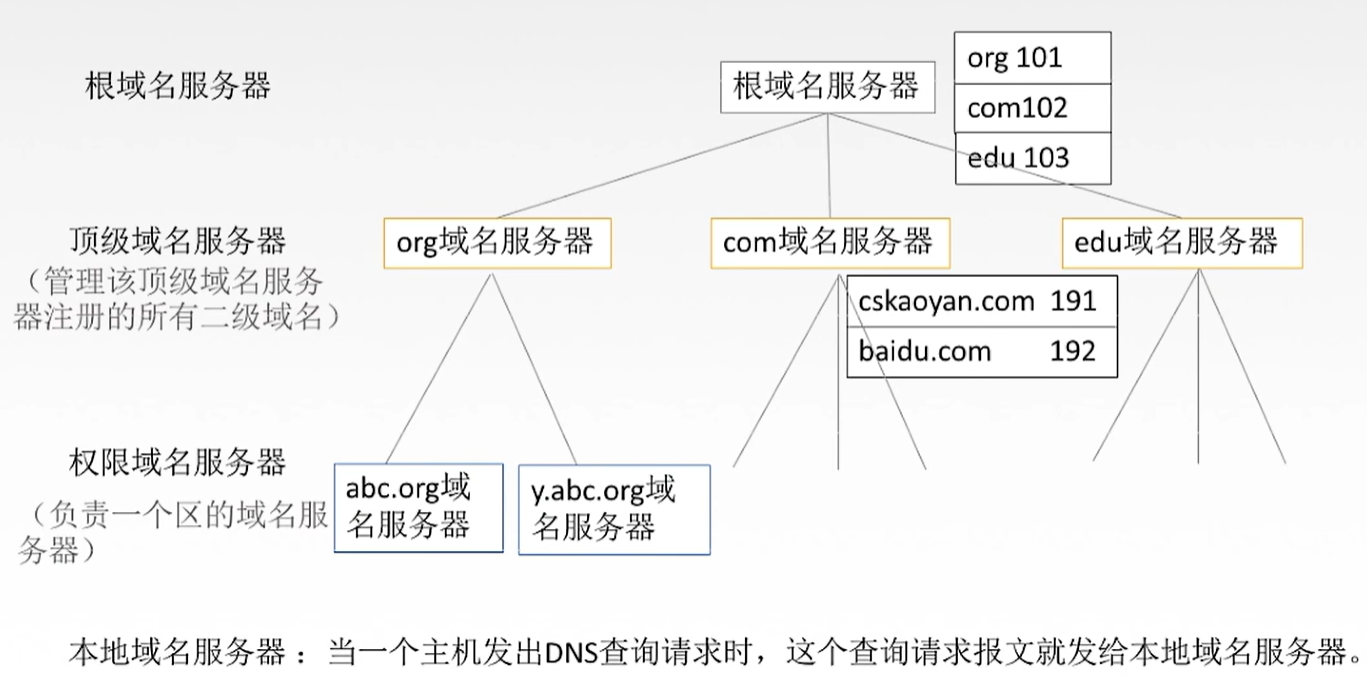 根域名服务器
根域名服务器
org 101
com102
edu 103
顶级域名服务器
（管理该顶级域名服务
器注册的所有二级域名）
org域名服务器
com域名服务器
edu域名服务器
cskaoyan.com 191
baidu.com 192
权限域名服务器
（负责一个区的域名服
务器）
abc.org域
名服务器
y.abc.org域
名服务器
本地域名服务器： 当一个主机发出DNS查询请求时，这个查询请求报文就发给本地域名服务器。